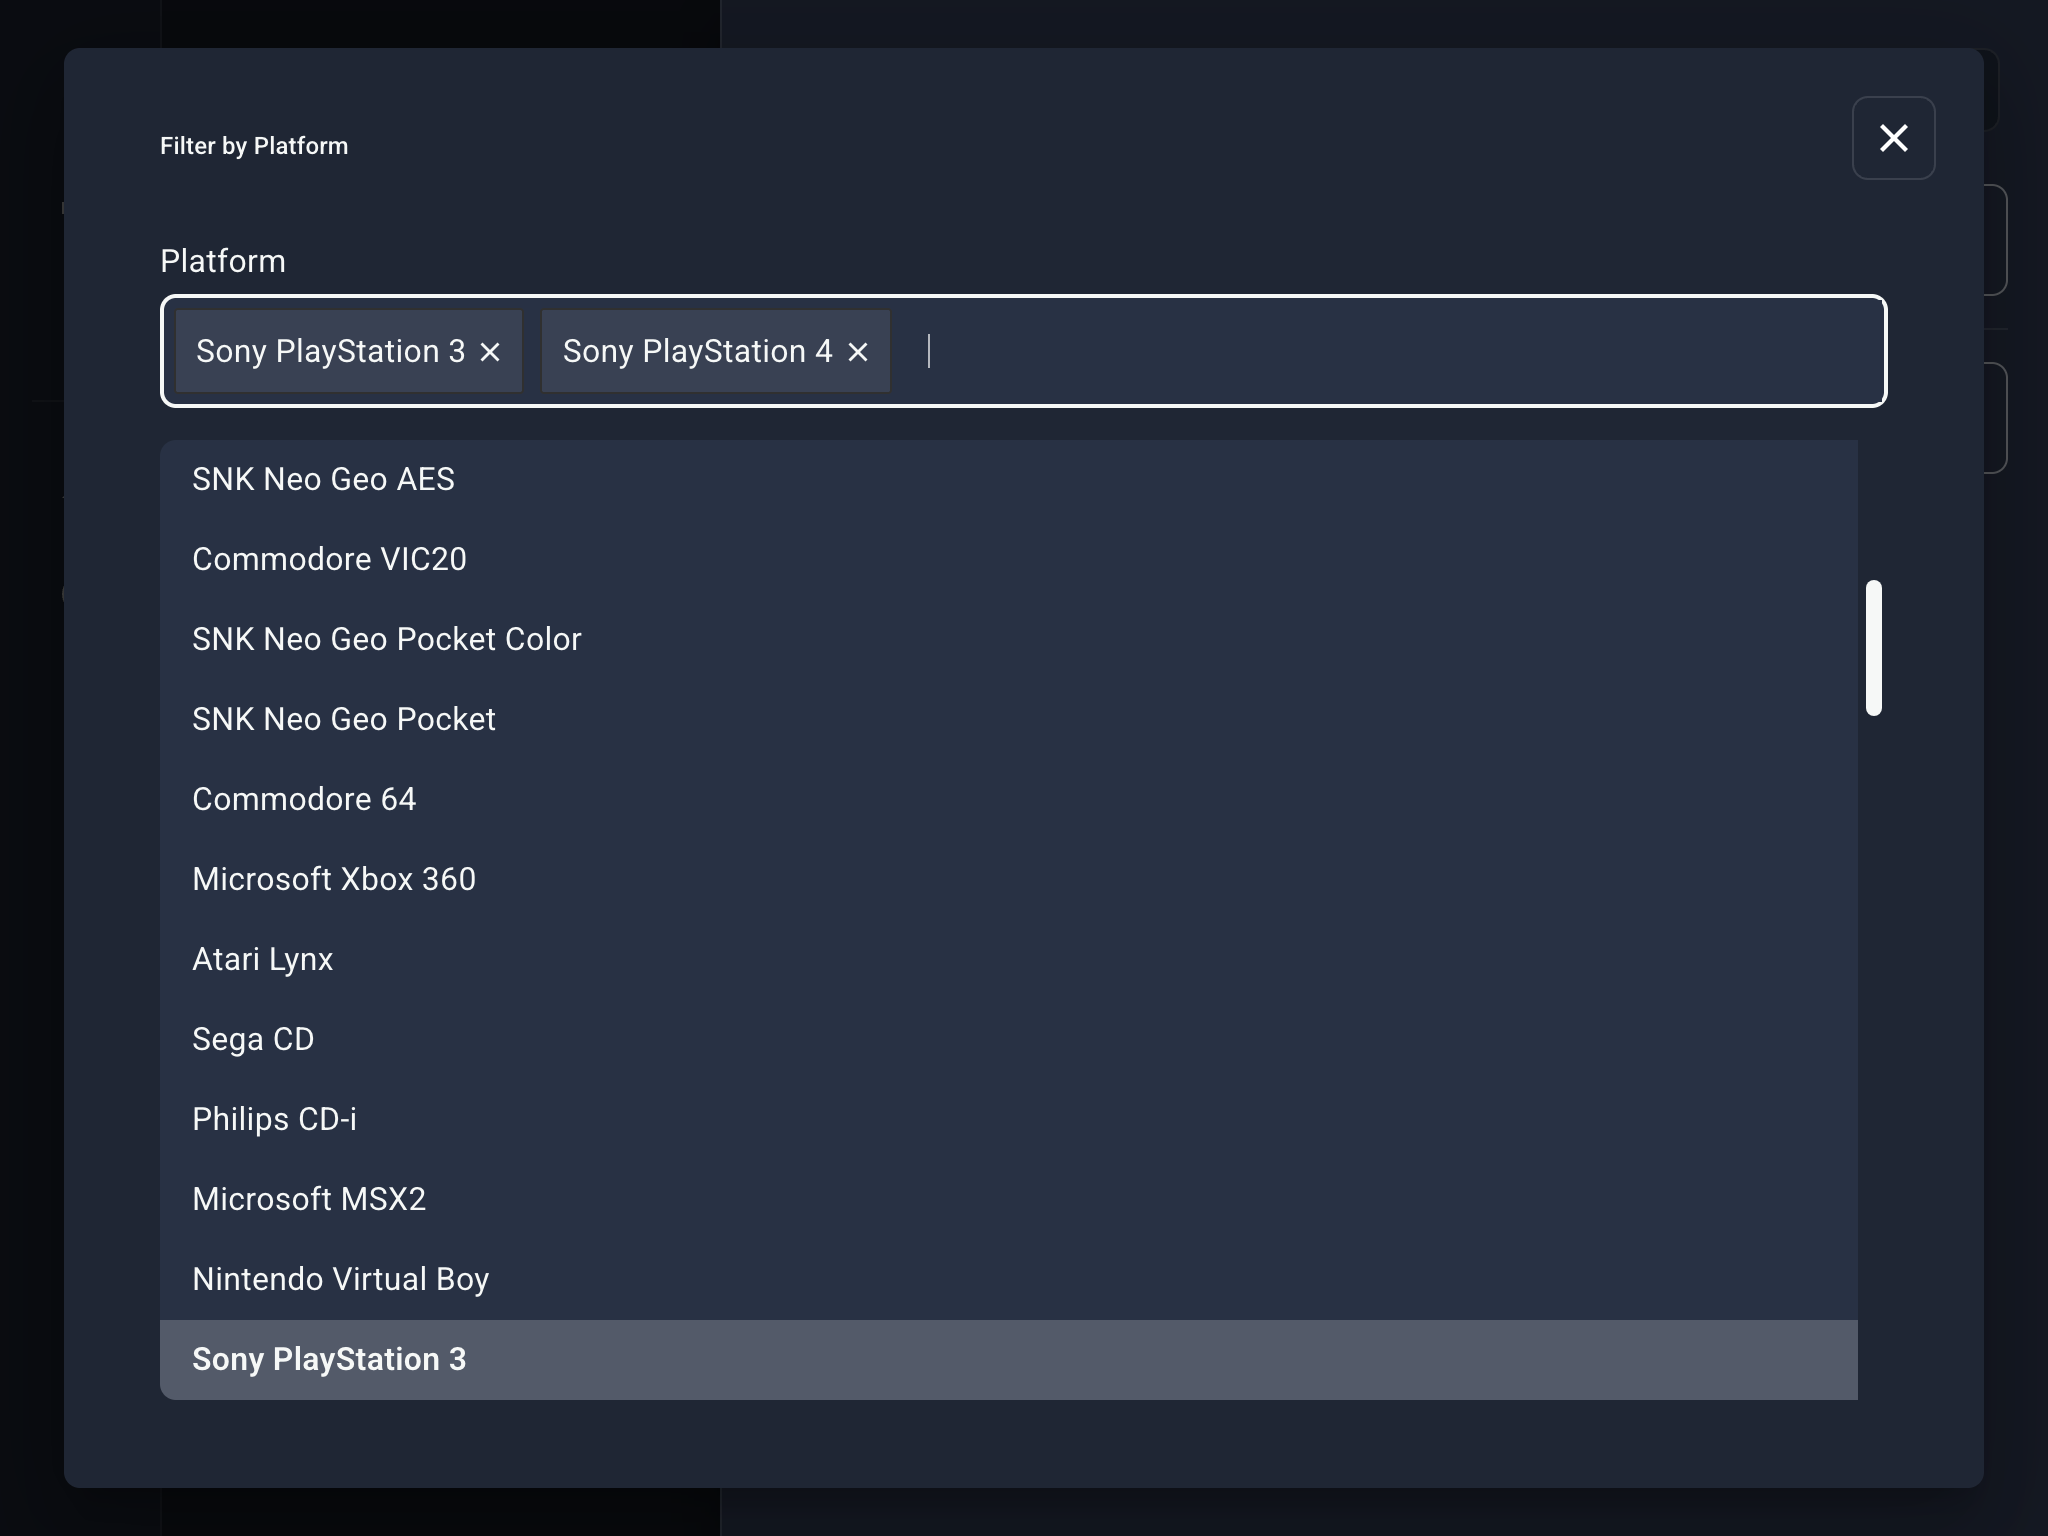 Filter by Platform
Platform
Sony PlayStation 3
Sony PlayStation 4
SNK Neo Geo AES
Commodore VIC20
SNK Neo Geo Pocket Color
SNK Neo Geo Pocket
Commodore 64
Microsoft Xbox 360
Atari Lynx
Sega CD
Philips CD-i
Microsoft MSX2
Nintendo Virtual Boy
Sony PlayStation 3